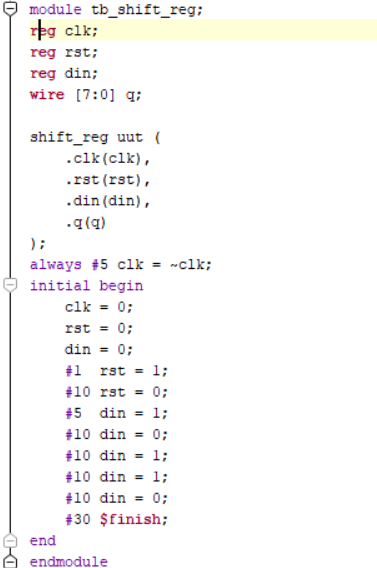 module tb_shift_reg;
reg clk;
reg rst;
reg din;
wire [7:0] q;
shift_reg uut (
.clk(clk),
.rst(rst),
.din(din),
.q(q)
);
always #5 clk = ~clk;
initial begin
clk = 0;
rst = 0;
din = 0;
#1  rst = 1;
#10 rst = 0;
#5  din = 1;
#10 din = 0;
#10 din = 1;
#10 din = 1;
#10 din = 0;
#30 $finish;
end
endmodule